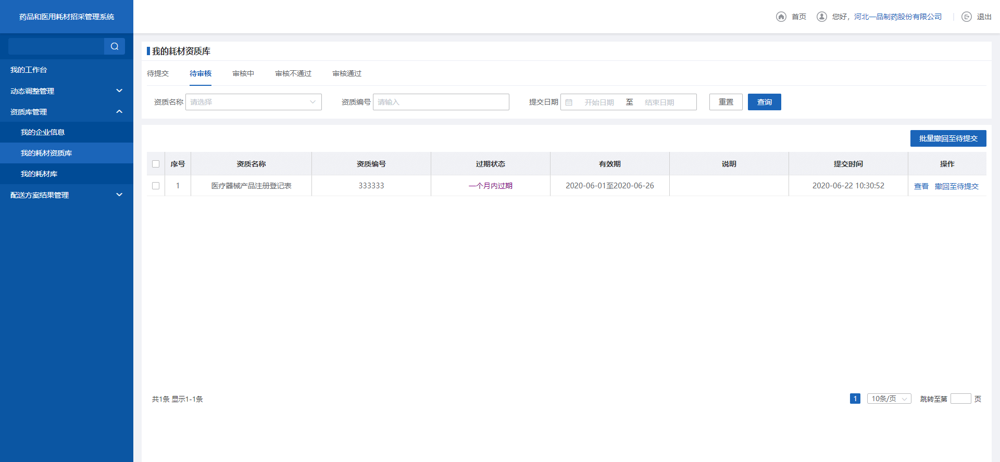 药品和医用耗材招采管理系统
首页
您好，河北一品制药股份有限公司
退出
我的工作台
动态调整管理
资质库管理
我的企业信息
我的耗材资质库
我的耗材库
配送方案结果管理
我的耗材资质库
待提交 待审核 审核中 审核不通过 审核通过
资质名称 请选择 资质编号 请输入 提交日期 开始日期 至 结束日期 重置 查询
批量撤回至待提交
序号 资质名称 资质编号 过期状态 有效期 说明 提交时间 操作
1 医疗器械产品注册登记表 333333 一个月内过期 2020-06-01至2020-06-26 2020-06-22 10:30:52 查看 撤回至待提交
共1条 显示1-1条
1 10条/页 跳转至第 页